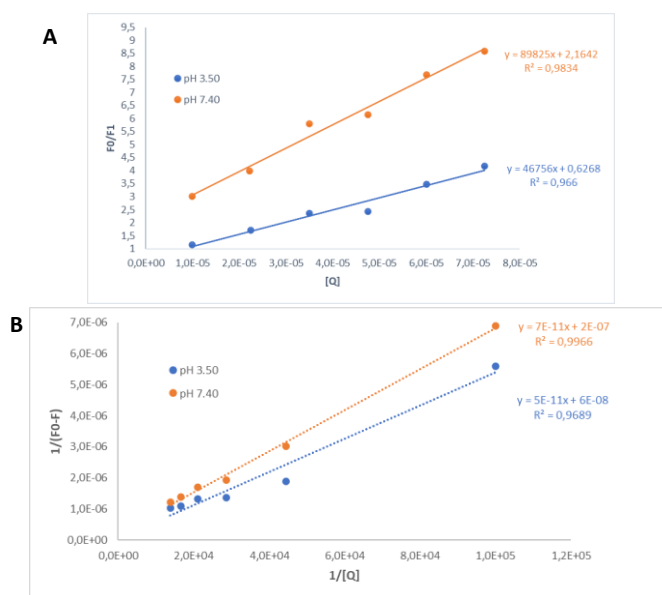 A
9,5
9
8,5
8
7,5
7
6,5
6
5,5
5
4,5
4
3,5
3
2,5
2
1,5
1
F0/F1
pH 3.50
pH 7.40
y = 89825x + 2,1642
R² = 0,9834
y = 46756x + 0,6268
R² = 0,966
0,0E+00 1,0E-05 2,0E-05 3,0E-05 4,0E-05 5,0E-05 6,0E-05 7,0E-05 8,0E-05
[Q]
B
7,0E-06
6,0E-06
5,0E-06
4,0E-06
3,0E-06
2,0E-06
1,0E-06
0,0E+00
1/(F0-F)
pH 3.50
pH 7.40
y = 7E-11x + 2E-07
R² = 0,9966
y = 5E-11x + 6E-08
R² = 0,9689
0,0E+00 2,0E+04 4,0E+04 6,0E+04 8,0E+04 1,0E+05 1,2E+05
1/[Q]